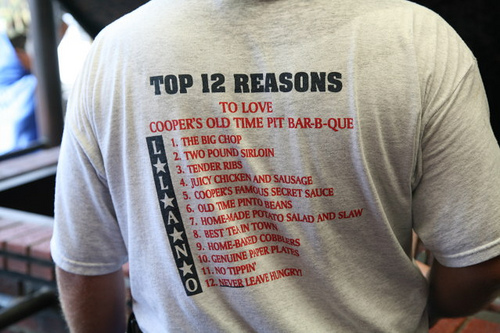 TOP 12 REASONS
TO LOVE
COOPER'S OLD TIME PIT BAR-B-QUE
L★L★A★N★O
1. THE BIG CHOP
2. TWO POUND SIRLOIN
3. TENDER RIBS
4. JUICY CHICKEN AND SAUSAGE
5. COOPER'S FAMOUS SECRET SAUCE
6. OLD TIME PINTO BEANS
7. HOME-MADE POTATO SALAD AND SLAW
8. BEST TEA IN TOWN
9. HOME-BAKED COBBLERS
10. GENUINE PAPER PLATES
11. NO TIPPIN'
12. NEVER LEAVE HUNGRY!